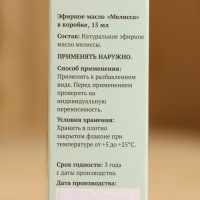 Эфирное масло «Мелисса»
в коробке, 15 мл
Состав: Натуральное эфирное
масло мелиссы.
ПРИМЕНЯТЬ НАРУЖНО.
Способ применения:
Применять в разбавленном
виде. Перед применением
проверять на
индивидуальную
переносимость.
Условия хранения:
Хранить в плотно
закрытом флаконе при
температуре от +5 до +25°C.
Срок годности: 3 года
с даты производства.
Дата производства: